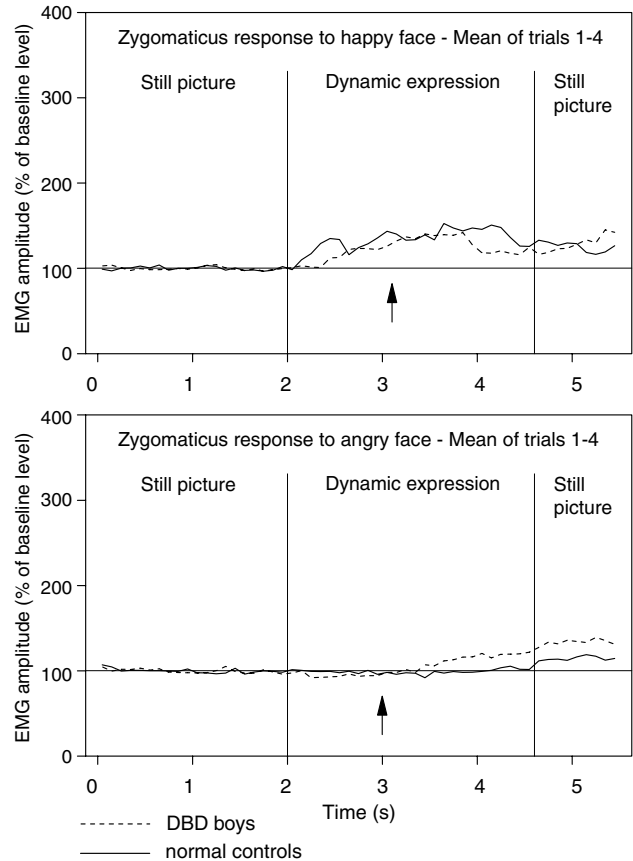 EMG amplitude (% of baseline level)
400
300
200
100
0
Zygomaticus response to happy face - Mean of trials 1-4
Still picture
Dynamic expression
Still
picture
0 1 2 3 4 5
EMG amplitude (% of baseline level)
400
300
200
100
0
Zygomaticus response to angry face - Mean of trials 1-4
Still picture
Dynamic expression
Still
picture
0 1 2 3 4 5
Time (s)
DBD boys
normal controls